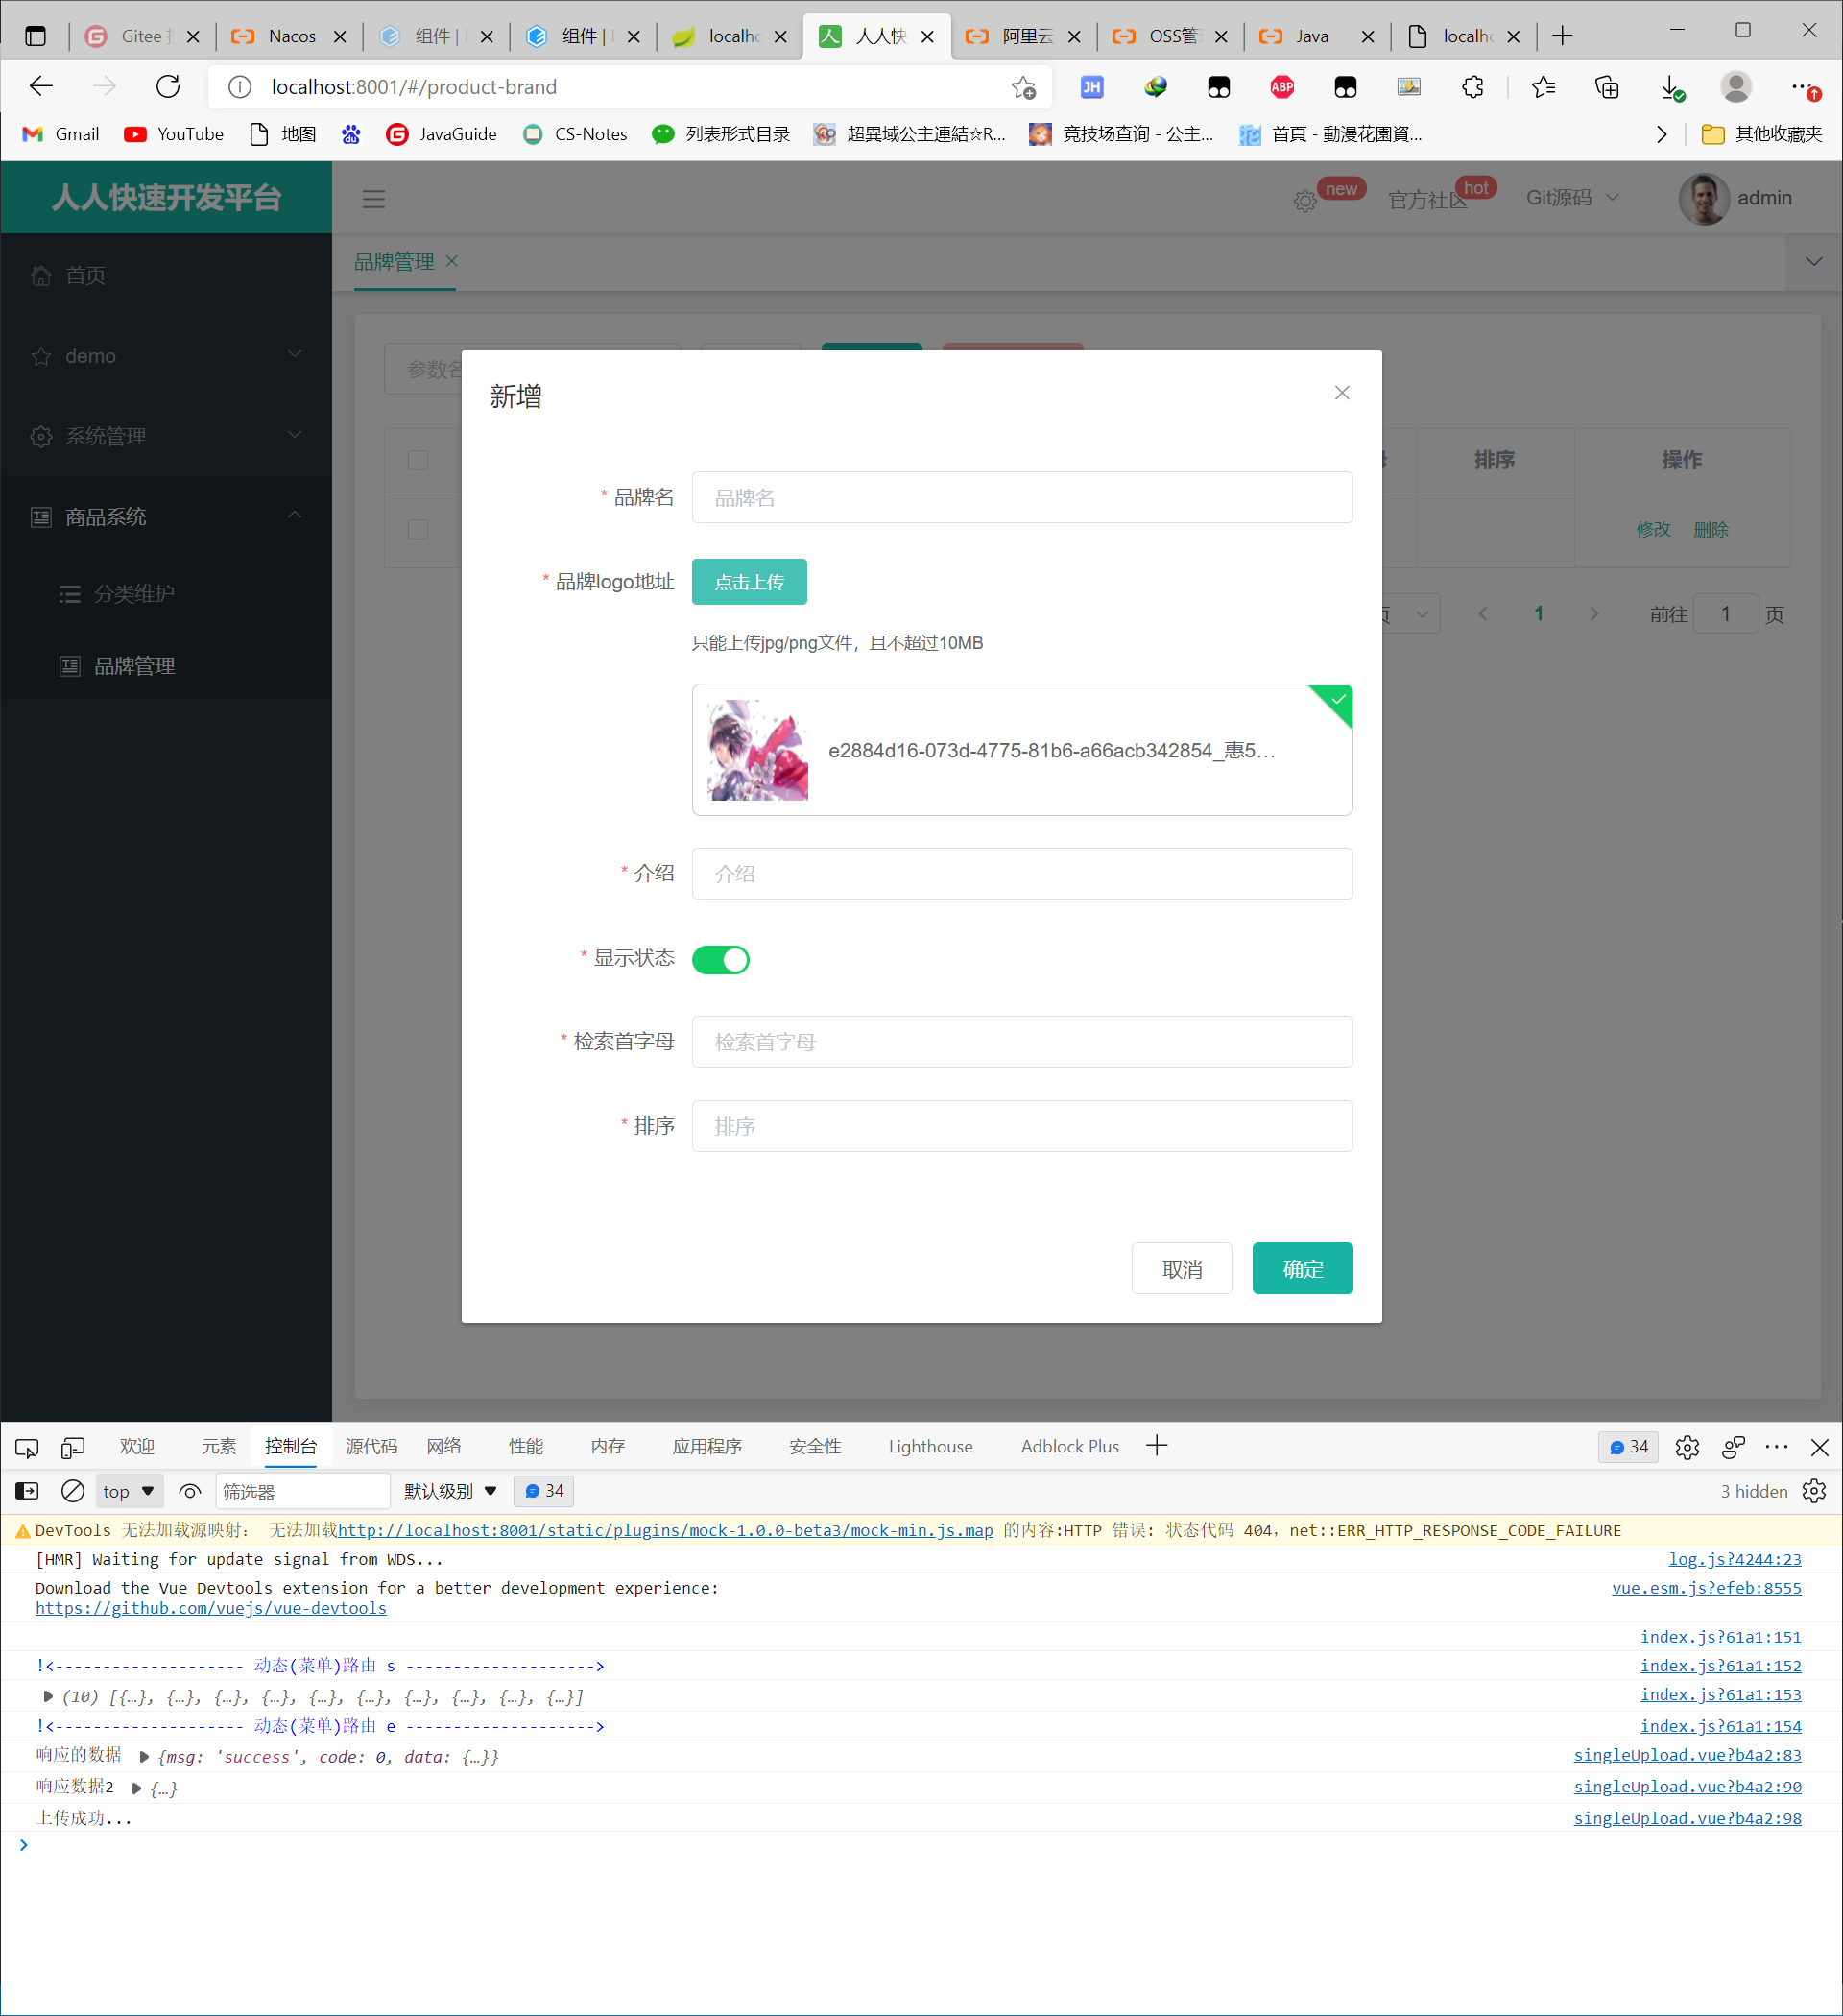 Gitee
Nacos
组件 |
组件 |
localho
人人快
阿里云
OSS管
Java
localho
localhost:8001/#/product-brand
JH
ABP
Gmail
YouTube
地图
JavaGuide
CS-Notes
列表形式目录
超異域公主連結☆R...
竞技场查询 - 公主...
首頁 - 動漫花園資...
其他收藏夹
人人快速开发平台
new
官方社区
hot
Git源码
admin
首页
demo
系统管理
商品系统
分类维护
品牌管理
品牌管理
参数名
排序
操作
修改 删除
页
1
前往 1 页
新增
* 品牌名
品牌名
* 品牌logo地址
点击上传
只能上传jpg/png文件，且不超过10MB
e2884d16-073d-4775-81b6-a66acb342854_惠5...
* 介绍
介绍
* 显示状态
* 检索首字母
检索首字母
* 排序
排序
取消
确定
欢迎 元素 控制台 源代码 网络 性能 内存 应用程序 安全性 Lighthouse Adblock Plus
34
top
筛选器
默认级别
34
3 hidden
DevTools 无法加载源映射： 无法加载http://localhost:8001/static/plugins/mock-1.0.0-beta3/mock-min.js.map 的内容:HTTP 错误: 状态代码 404, net::ERR_HTTP_RESPONSE_CODE_FAILURE
[HMR] Waiting for update signal from WDS... log.js?4244:23
Download the Vue Devtools extension for a better development experience: vue.esm.js?efeb:8555
https://github.com/vuejs/vue-devtools
index.js?61a1:151
!<-------------------- 动态(菜单)路由 s --------------------> index.js?61a1:152
(10) [{…}, {…}, {…}, {…}, {…}, {…}, {…}, {…}, {…}, {…}] index.js?61a1:153
!<-------------------- 动态(菜单)路由 e --------------------> index.js?61a1:154
响应的数据 {msg: 'success', code: 0, data: {…}} singleUpload.vue?b4a2:83
响应数据2 {…} singleUpload.vue?b4a2:90
上传成功... singleUpload.vue?b4a2:98